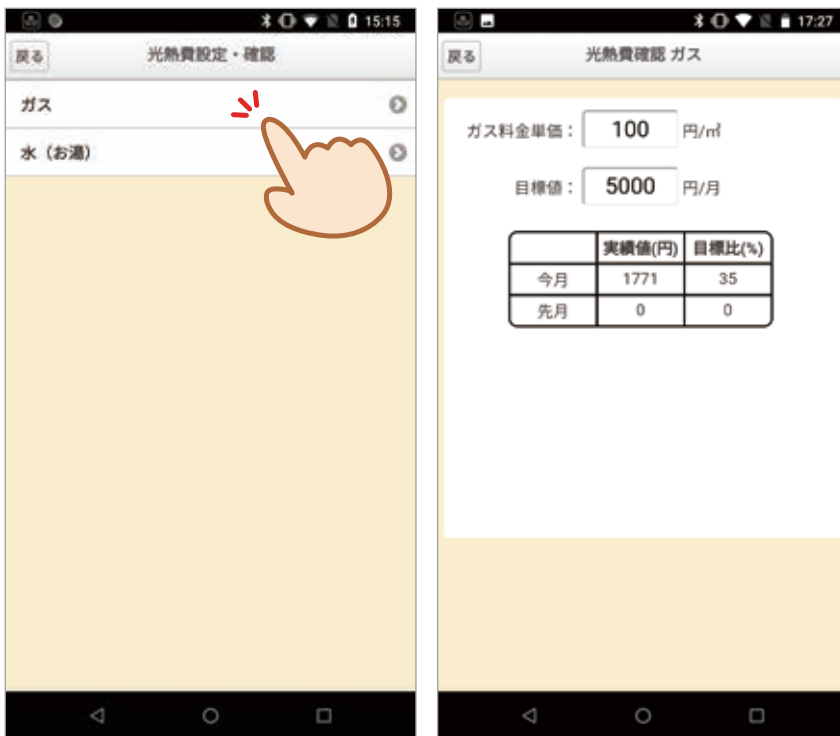 15:15
戻る 光熱費設定・確認
ガス
水（お湯）
17:27
戻る 光熱費確認 ガス
ガス料金単価： 100 円/㎥
目標値： 5000 円/月
実績値(円) 目標比(%)
今月 1771 35
先月 0 0